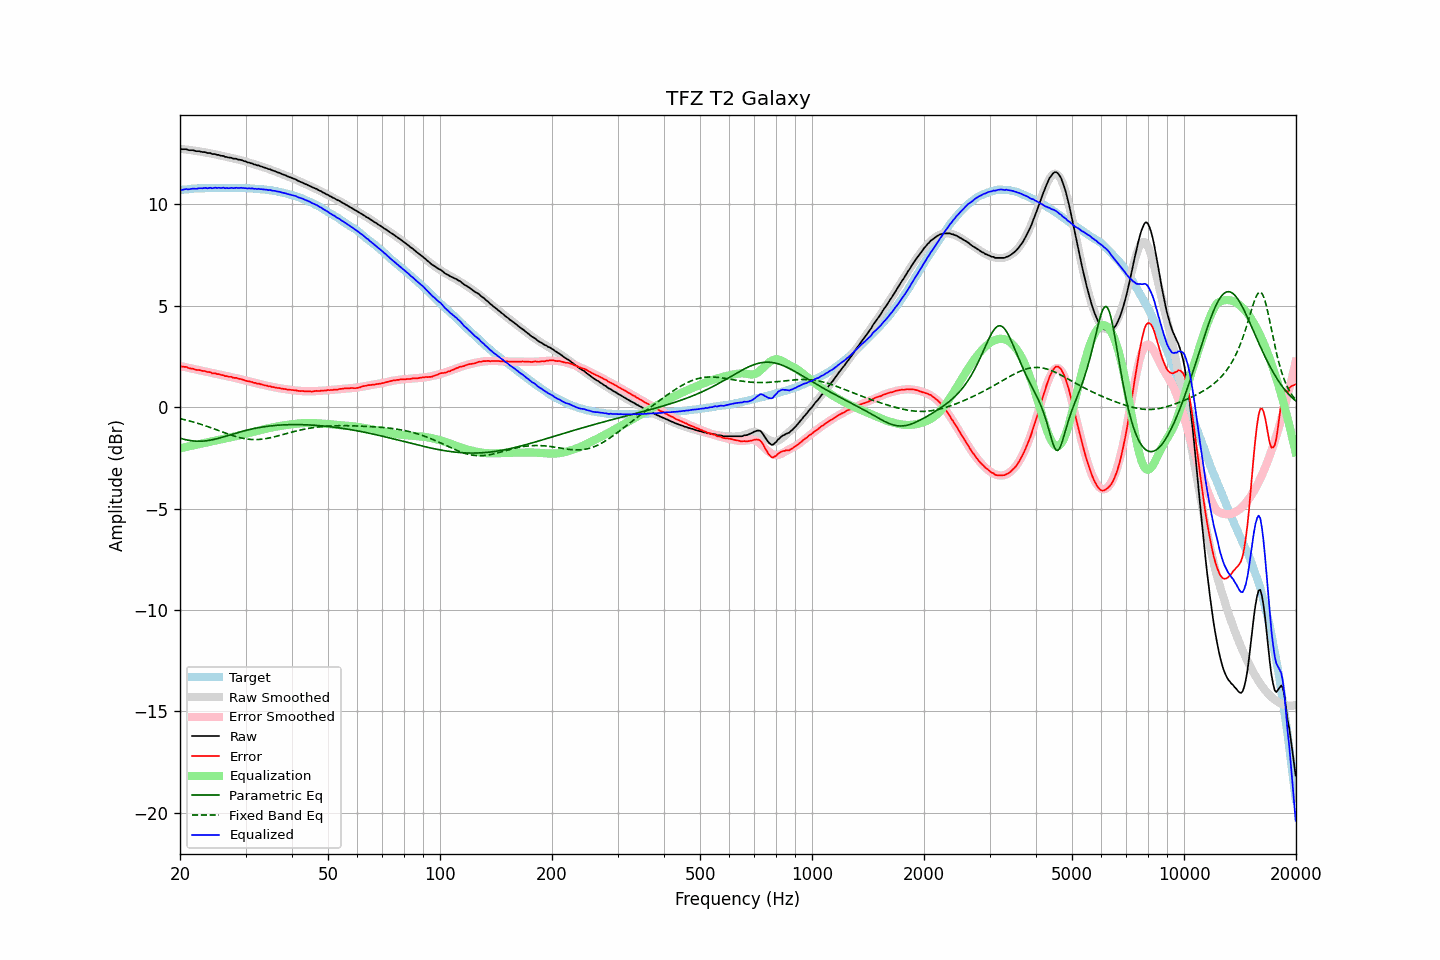 TFZ T2 Galaxy
Amplitude (dBr)
10
5
0
−5
−10
−15
−20
Target
Raw Smoothed
Error Smoothed
Raw
Error
Equalization
Parametric Eq
Fixed Band Eq
Equalized
20 50 100 200 500 1000 2000 5000 10000 20000
Frequency (Hz)